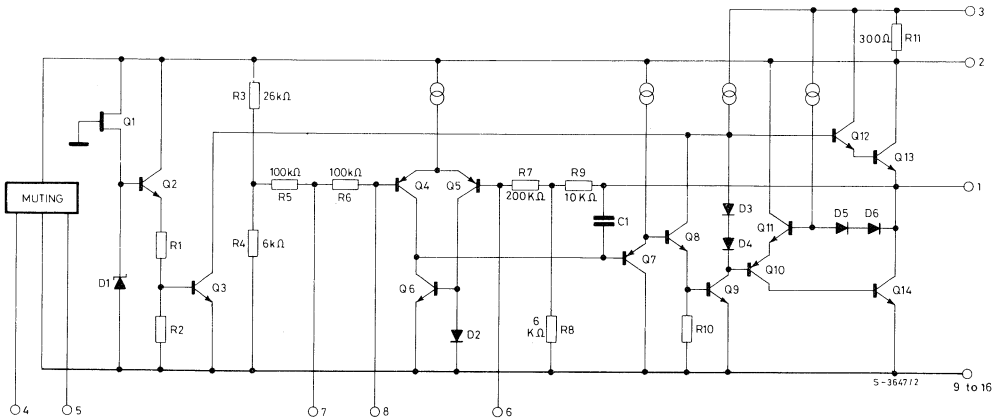 3
300Ω R11
2
R3 26kΩ
Q1
Q12
Q13
100kΩ 100kΩ
Q2 Q4 Q5 R7 R9 1
MUTING R5 R6 200KΩ 10KΩ
D3 D5 D6
C1 Q11
R1 R4 6kΩ Q8 D4
Q7
Q10
D1 Q3 Q6 Q9 Q14
R2 6 KΩ R8 R10
D2
S-3647/2
9 to 16
4 5 7 8 6